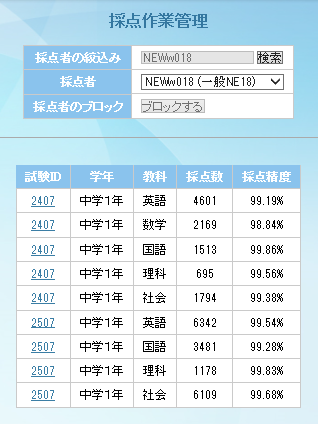 採点作業管理
採点者の絞込み NEWw018 検索
採点者 NEWw018 (一般NE18)
採点者のブロック ブロックする
試験ID 学年 教科 採点数 採点精度
2407 中学1年 英語 4601 99.19%
2407 中学1年 数学 2169 98.84%
2407 中学1年 国語 1513 99.86%
2407 中学1年 理科 695 99.56%
2407 中学1年 社会 1794 99.38%
2507 中学1年 英語 6342 99.54%
2507 中学1年 国語 3481 99.28%
2507 中学1年 理科 1178 99.83%
2507 中学1年 社会 6109 99.68%